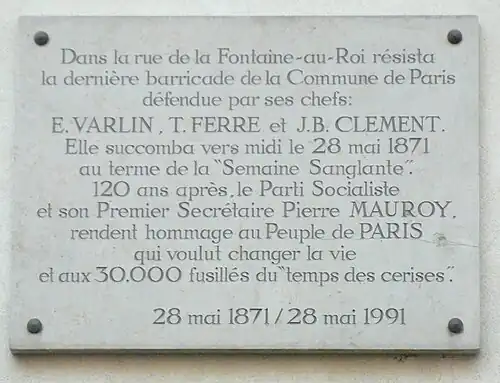 Dans la rue de la Fontaine-au-Roi résista
la dernière barricade de la Commune de Paris
défendue par ses chefs:
E. VARLIN, T. FERRE et J.B. CLEMENT.
Elle succomba vers midi le 28 mai 1871
au terme de la "Semaine Sanglante".
120 ans après, le Parti Socialiste
et son Premier Secrétaire Pierre MAUROY,
rendent hommage au Peuple de PARIS
qui voulut changer la vie
et aux 30.000 fusillés du "temps des cerises".
28 mai 1871 / 28 mai 1991